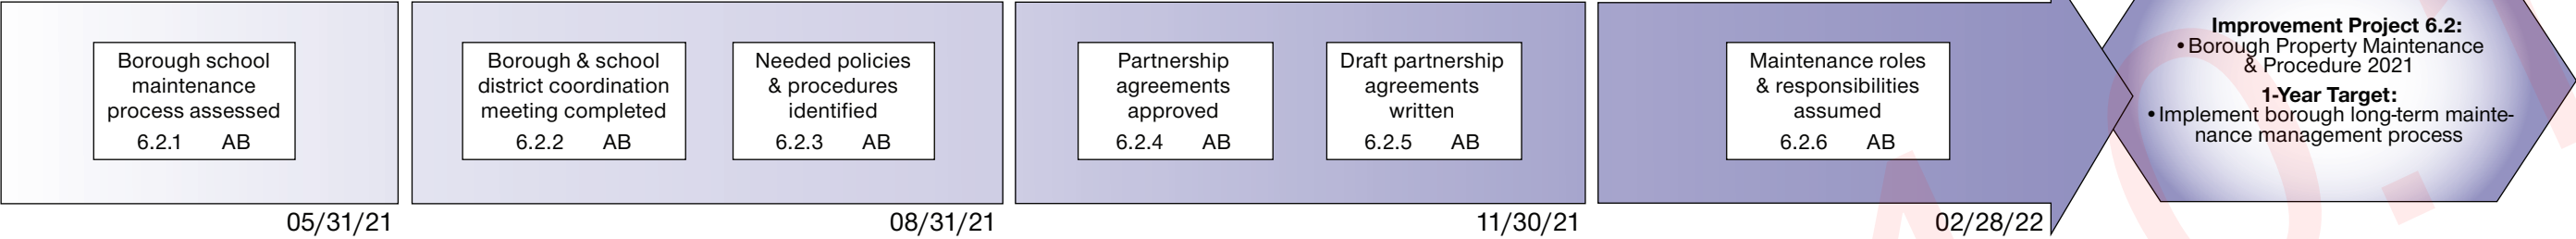 Borough school
maintenance
process assessed
6.2.1 AB
05/31/21
Borough & school
district coordination
meeting completed
6.2.2 AB
Needed policies
& procedures
identified
6.2.3 AB
08/31/21
Partnership
agreements
approved
6.2.4 AB
Draft partnership
agreements
written
6.2.5 AB
11/30/21
Maintenance roles
& responsibilities
assumed
6.2.6 AB
02/28/22
Improvement Project 6.2:
• Borough Property Maintenance
& Procedure 2021
1-Year Target:
• Implement borough long-term mainte-
nance management process